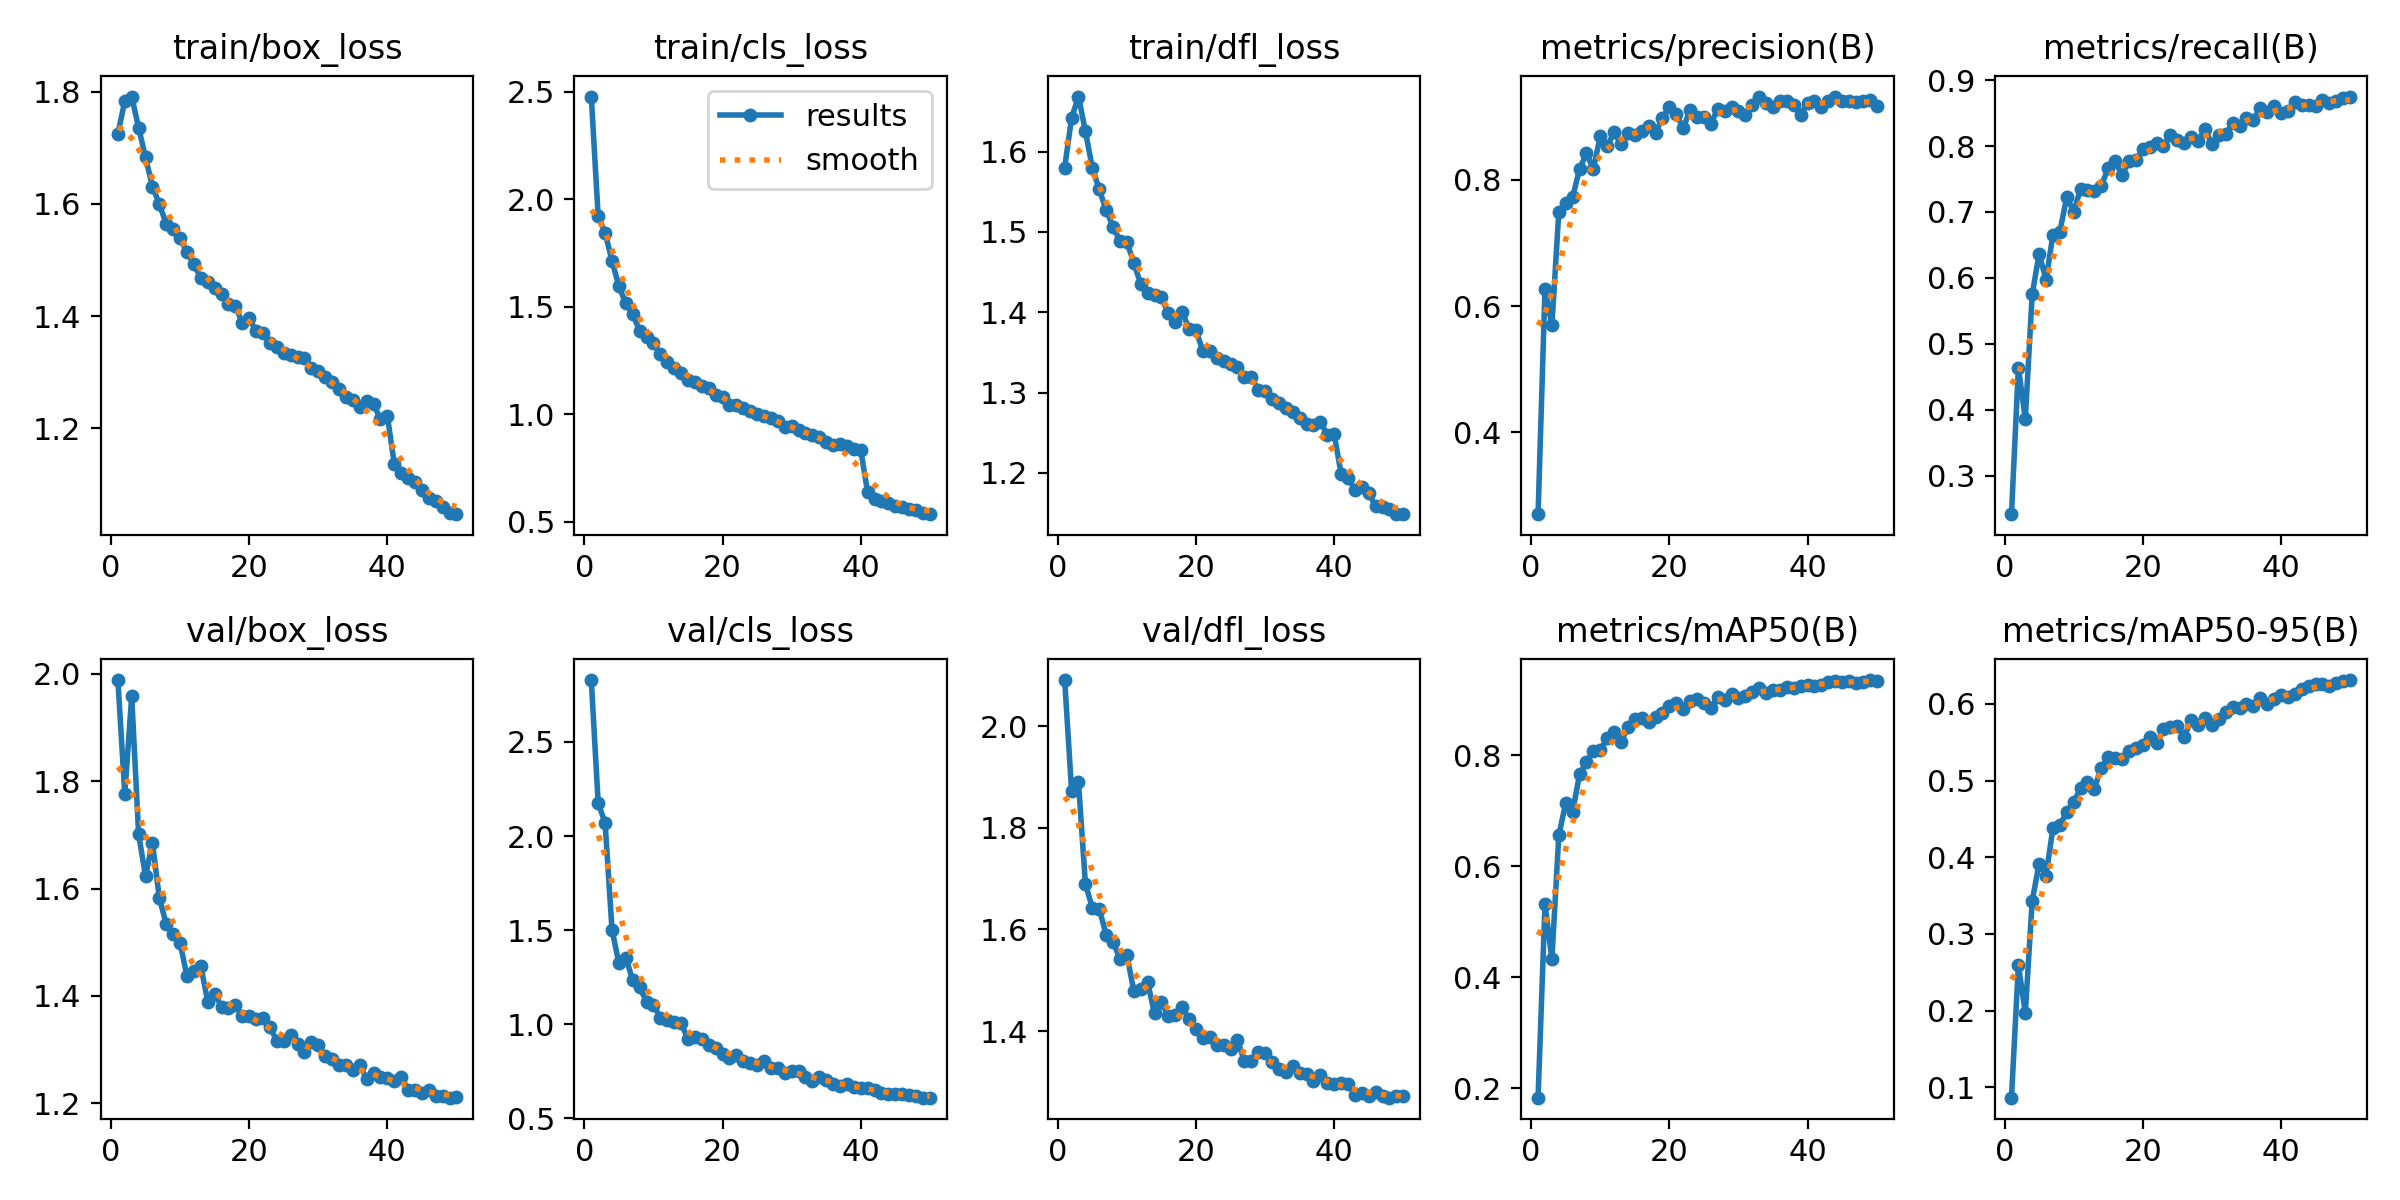 train/box_loss
1.8
1.6
1.4
1.2
0 20 40
train/cls_loss
results
smooth
2.5
2.0
1.5
1.0
0.5
0 20 40
train/dfl_loss
1.6
1.5
1.4
1.3
1.2
0 20 40
metrics/precision(B)
0.8
0.6
0.4
0 20 40
metrics/recall(B)
0.9
0.8
0.7
0.6
0.5
0.4
0.3
0 20 40
val/box_loss
2.0
1.8
1.6
1.4
1.2
0 20 40
val/cls_loss
2.5
2.0
1.5
1.0
0.5
0 20 40
val/dfl_loss
2.0
1.8
1.6
1.4
0 20 40
metrics/mAP50(B)
0.8
0.6
0.4
0.2
0 20 40
metrics/mAP50-95(B)
0.6
0.5
0.4
0.3
0.2
0.1
0 20 40